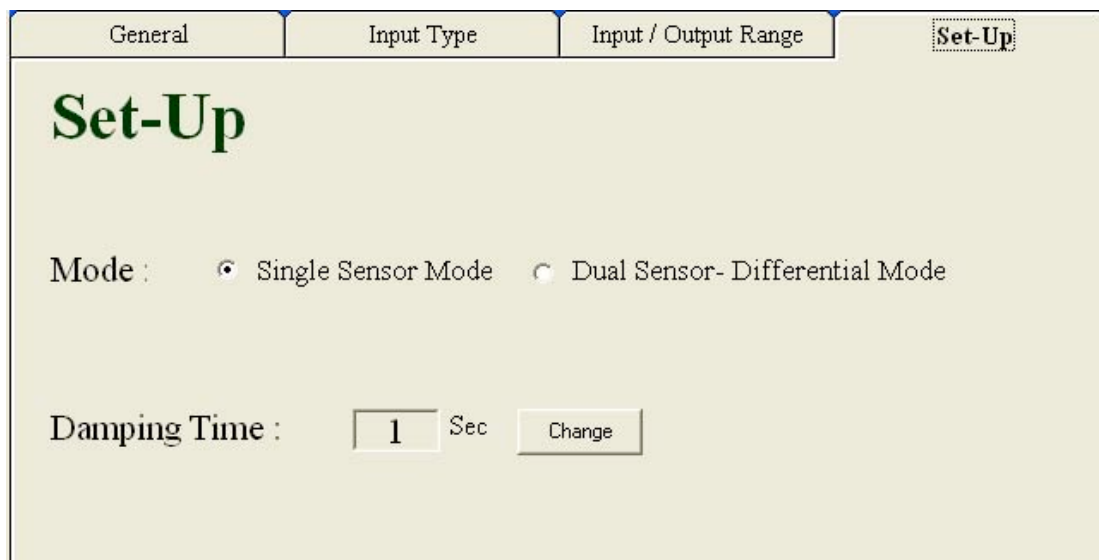 General Input Type Input / Output Range Set-Up
Set-Up
Mode : Single Sensor Mode Dual Sensor- Differential Mode
Damping Time : 1 Sec Change